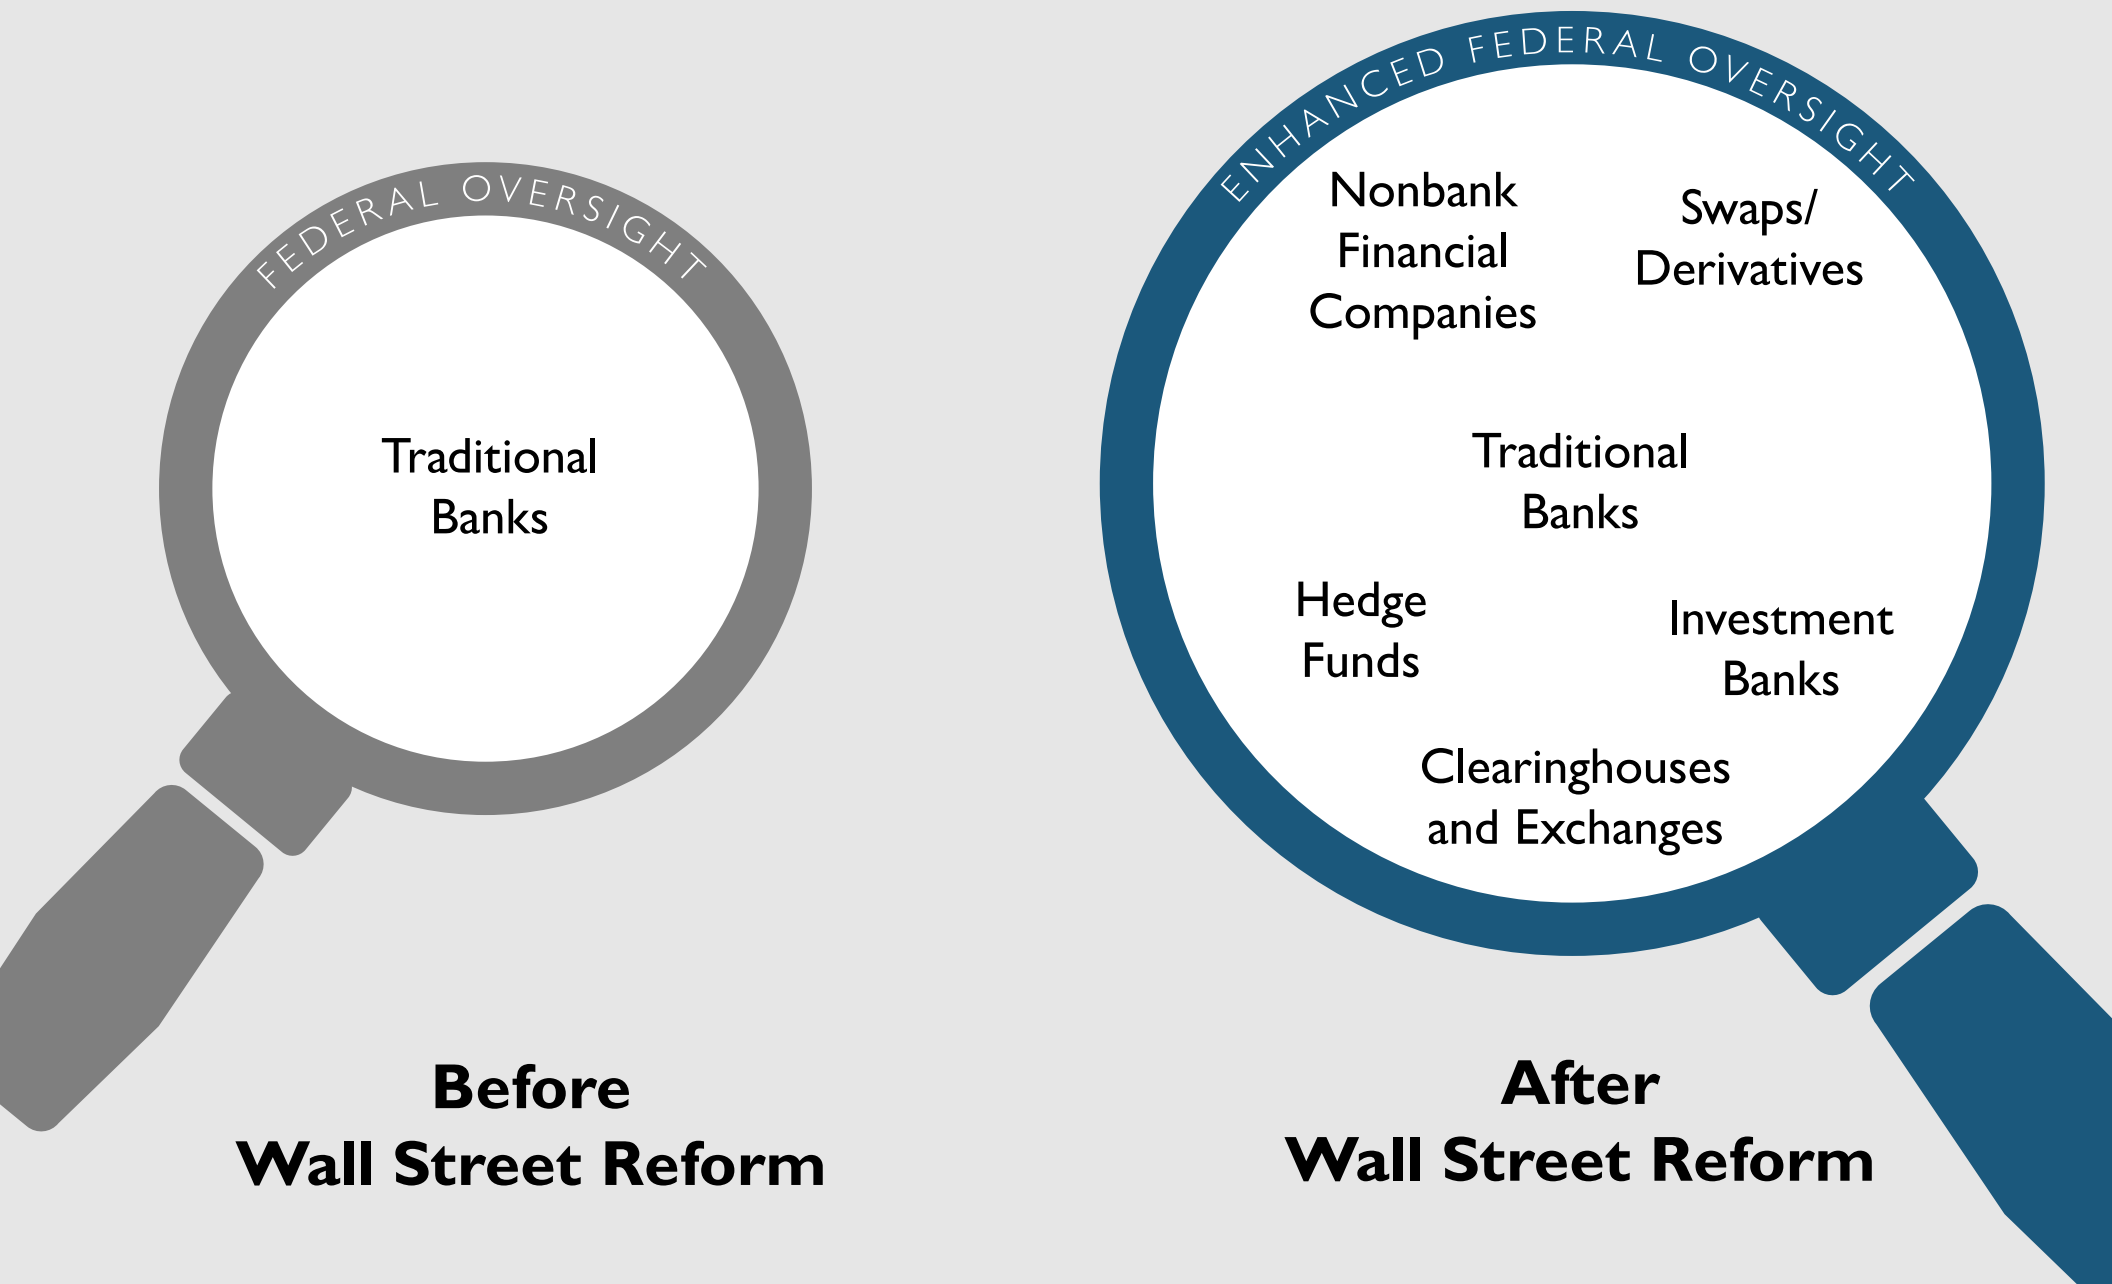 FEDERAL OVERSIGHT
Traditional
Banks
Before
Wall Street Reform
ENHANCED FEDERAL OVERSIGHT
Nonbank
Financial
Companies
Swaps/
Derivatives
Traditional
Banks
Hedge
Funds
Investment
Banks
Clearinghouses
and Exchanges
After
Wall Street Reform